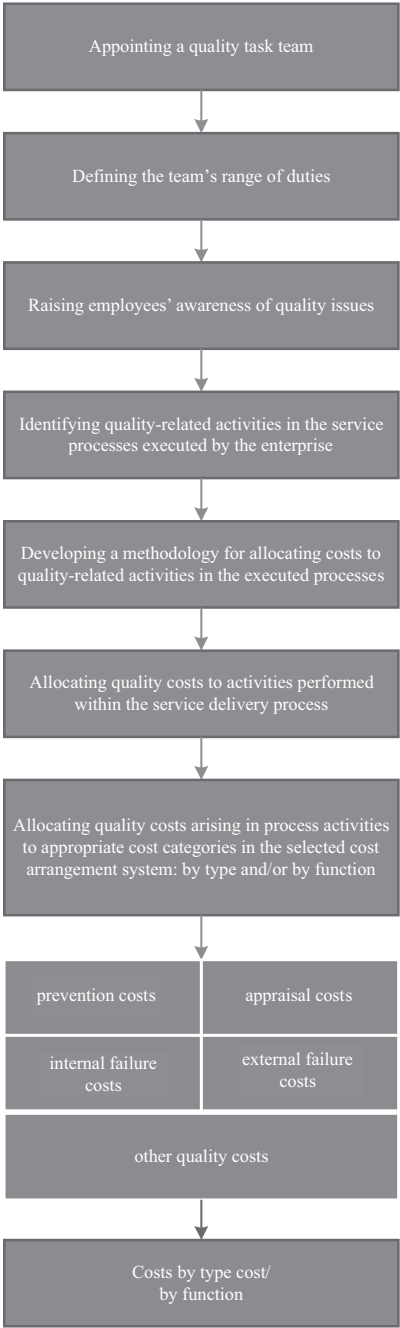 Appointing a quality task team
Defining the team's range of duties
Raising employees' awareness of quality issues
Identifying quality-related activities in the service
processes executed by the enterprise
Developing a methodology for allocating costs to
quality-related activities in the executed processes
Allocating quality costs to activities performed
within the service delivery process
Allocating quality costs arising in process activities
to appropriate cost categories in the selected cost
arrangement system: by type and/or by function
prevention costs
appraisal costs
internal failure
costs
external failure
costs
other quality costs
Costs by type cost/
by function